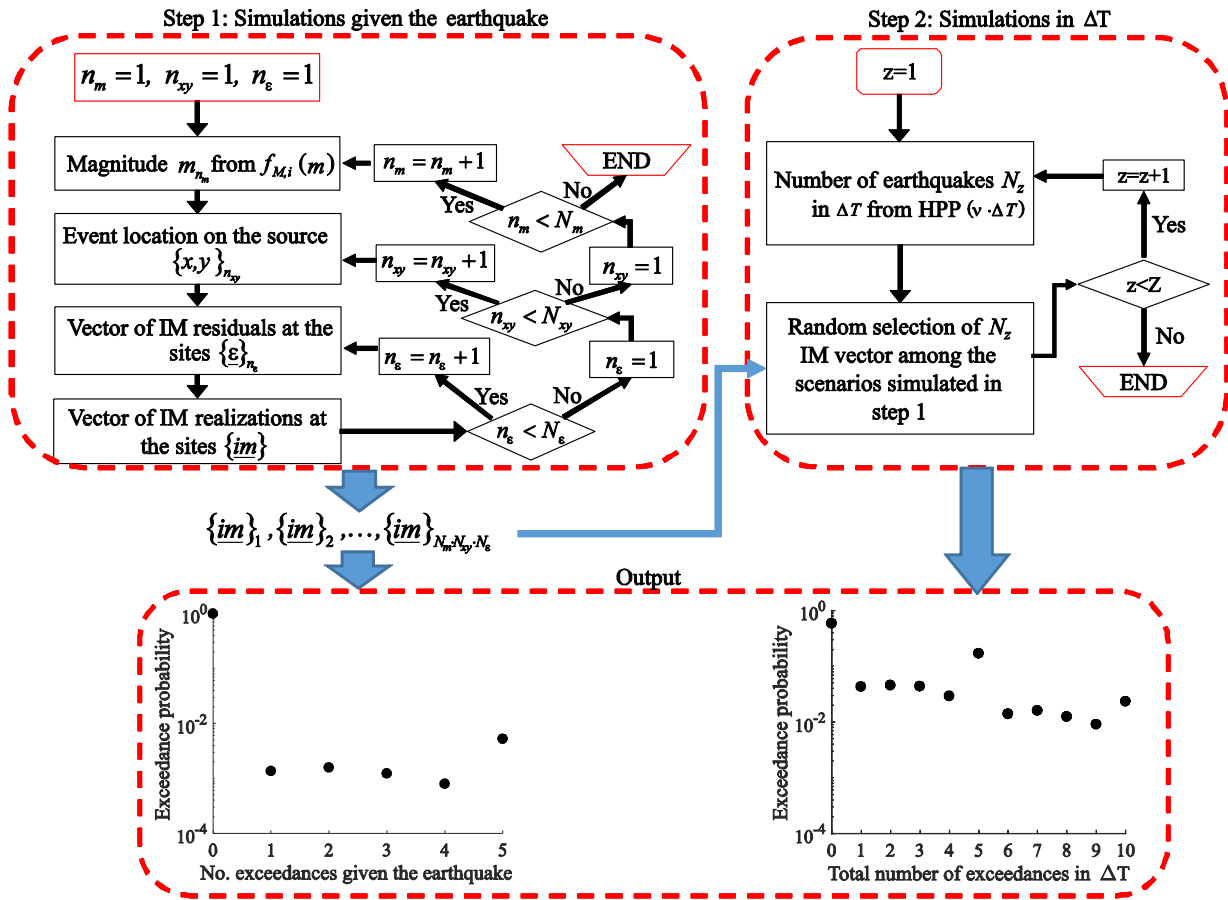 Step 1: Simulations given the earthquake
n_m = 1, n_xy = 1, n_ε = 1
Magnitude m_{n_m} from f_{M,i}(m)
n_m = n_m + 1
END
No
Yes
n_m < N_m
Event location on the source
{x,y}_{n_xy}
n_xy = n_xy + 1
n_xy = 1
No
Yes
n_xy < N_xy
Vector of IM residuals at the
sites {ε}_{n_ε}
n_ε = n_ε + 1
n_ε = 1
Yes
No
Vector of IM realizations at
the sites {im}
n_ε < N_ε
{im}_1, {im}_2, ..., {im}_{N_m·N_xy·N_ε}
Step 2: Simulations in ΔT
z=1
Number of earthquakes N_z
in ΔT from HPP (ν·ΔT)
z=z+1
Yes
z<Z
No
END
Random selection of N_z
IM vector among the
scenarios simulated in
step 1
Output
Exceedance probability
10^0
10^-2
10^-4
0 1 2 3 4 5
No. exceedances given the earthquake
Exceedance probability
10^0
10^-2
10^-4
0 1 2 3 4 5 6 7 8 9 10
Total number of exceedances in ΔT